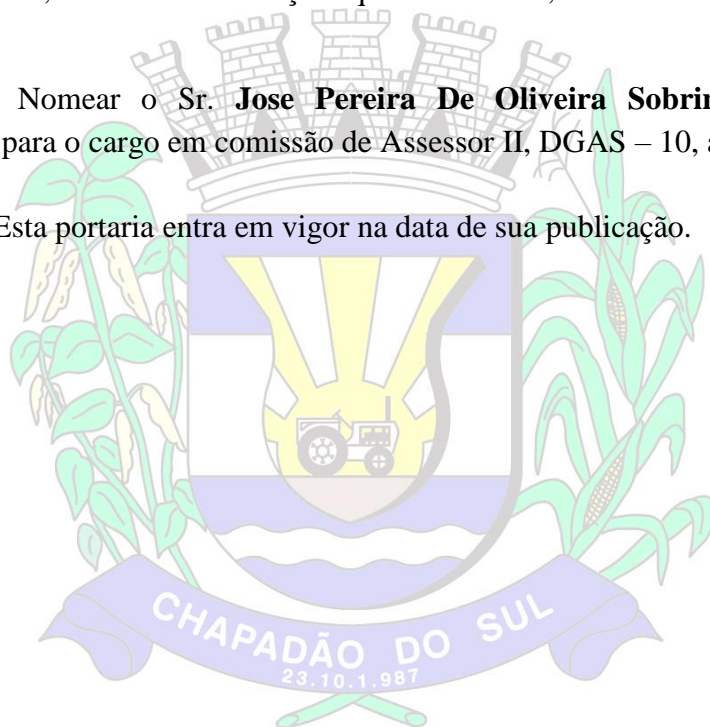 Nomear o Sr. Jose Pereira De Oliveira
para o cargo em comissão de Assessor II, DGAS – 10,
Esta portaria entra em vigor na data de sua publicação.
CHAPADÃO DO SUL
23.10.1.987